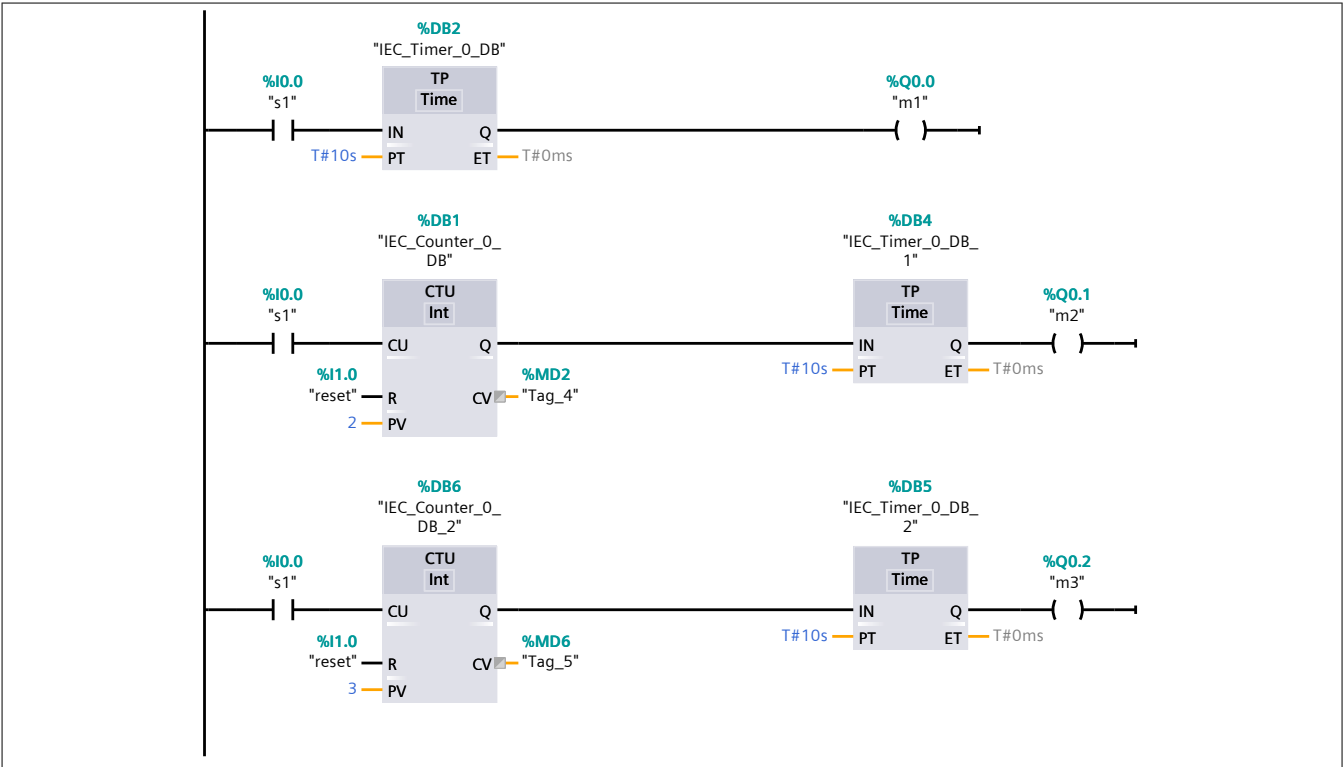 %DB2
"IEC_Timer_0_DB"
TP
Time
%I0.0
"s1"
%Q0.0
"m1"
IN
Q
T#10s
PT
ET
T#0ms
%DB1
"IEC_Counter_0_
DB"
%DB4
"IEC_Timer_0_DB_
1"
CTU
Int
TP
Time
%I0.0
"s1"
%Q0.1
"m2"
CU
Q
IN
Q
T#10s
PT
ET
T#0ms
%I1.0
"reset"
R
CV
%MD2
"Tag_4"
2
PV
%DB6
"IEC_Counter_0_
DB_2"
%DB5
"IEC_Timer_0_DB_
2"
CTU
Int
TP
Time
%I0.0
"s1"
%Q0.2
"m3"
CU
Q
IN
Q
T#10s
PT
ET
T#0ms
%I1.0
"reset"
R
CV
%MD6
"Tag_5"
3
PV